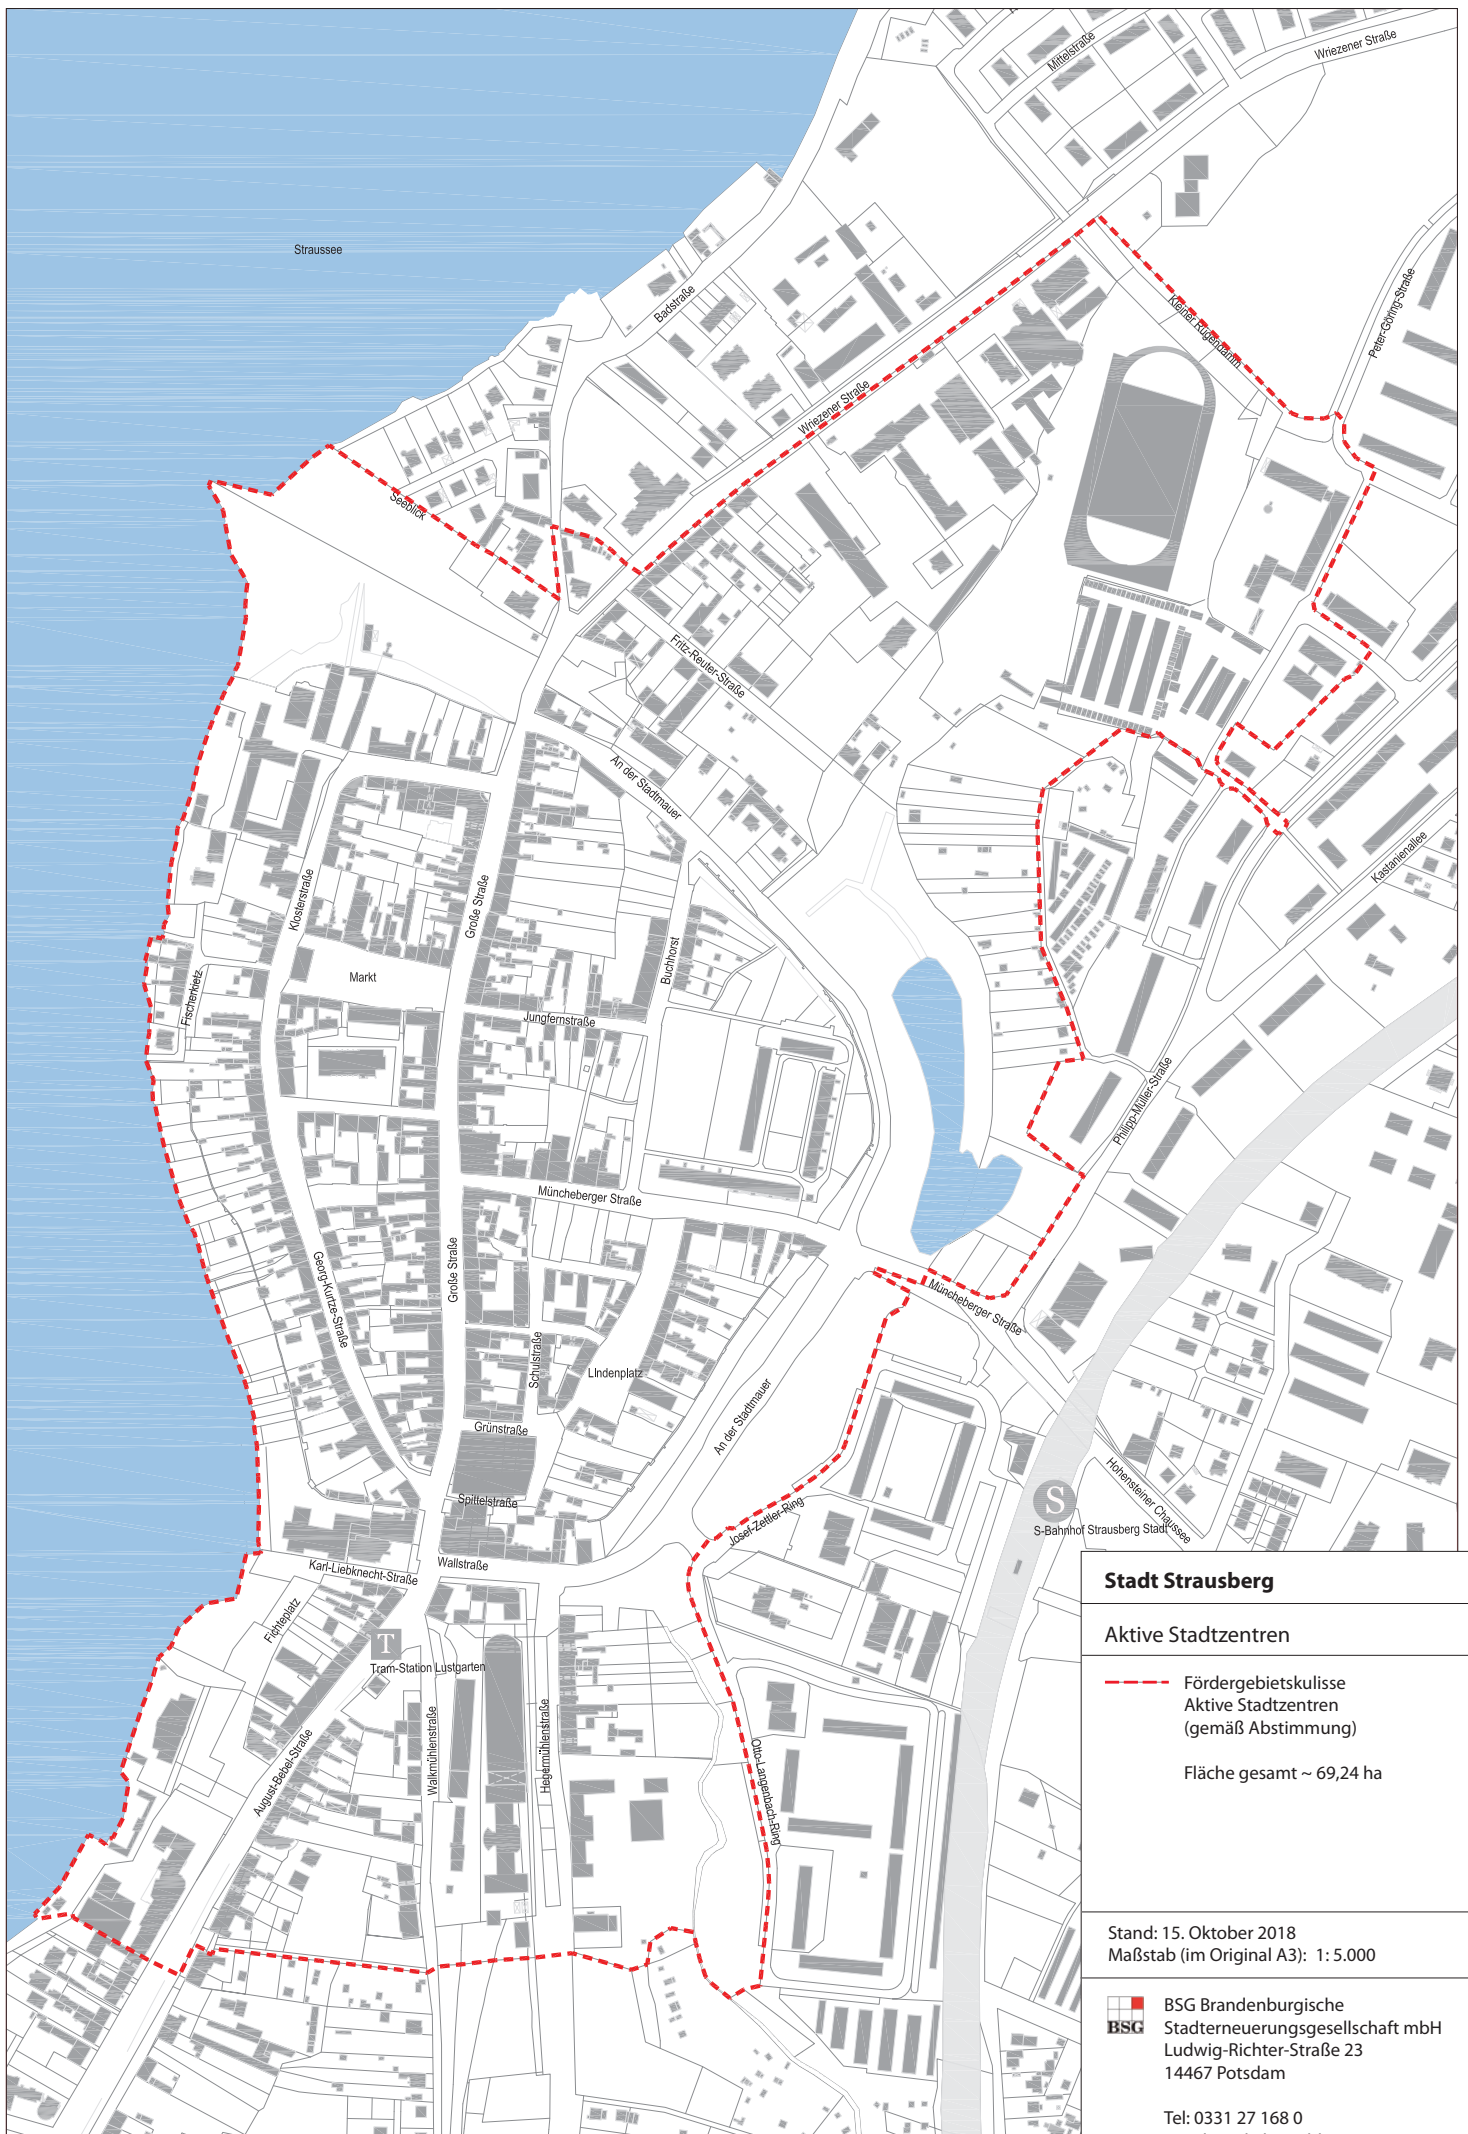 Mittelstraße
Wriezener Straße
Straussee
Badstraße
Kleiner Rügendamm
Peter-Göring-Straße
Wriezener Straße
Seeblick
Fritz-Reuter-Straße
An der Stadtmauer
Kastanienallee
Klosterstraße
Große Straße
Buchhorst
Markt
Fischerkietz
Jungfernstraße
Philipp-Müller-Straße
Müncheberger Straße
Georg-Kurtze-Straße
Große Straße
Müncheberger Straße
Schulstraße
LIndenplatz
An der Stadtmauer
Grünstraße
Spittelstraße
Josef-Zettler-Ring
Hohensteiner Chaussee
S
S-Bahnhof Strausberg Stadt
Wallstraße
Karl-Liebknecht-Straße
Fichteplatz
T
Tram-Station Lustgarten
Walkmühlenstraße
Hegermühlenstraße
August-Bebel-Straße
Otto-Langenbach-Ring
Stadt Strausberg
Aktive Stadtzentren
Fördergebietskulisse
Aktive Stadtzentren
(gemäß Abstimmung)
Fläche gesamt ~ 69,24 ha
Stand: 15. Oktober 2018
Maßstab (im Original A3): 1: 5.000
BSG
BSG Brandenburgische
Stadterneuerungsgesellschaft mbH
Ludwig-Richter-Straße 23
14467 Potsdam
Tel: 0331 27 168 0